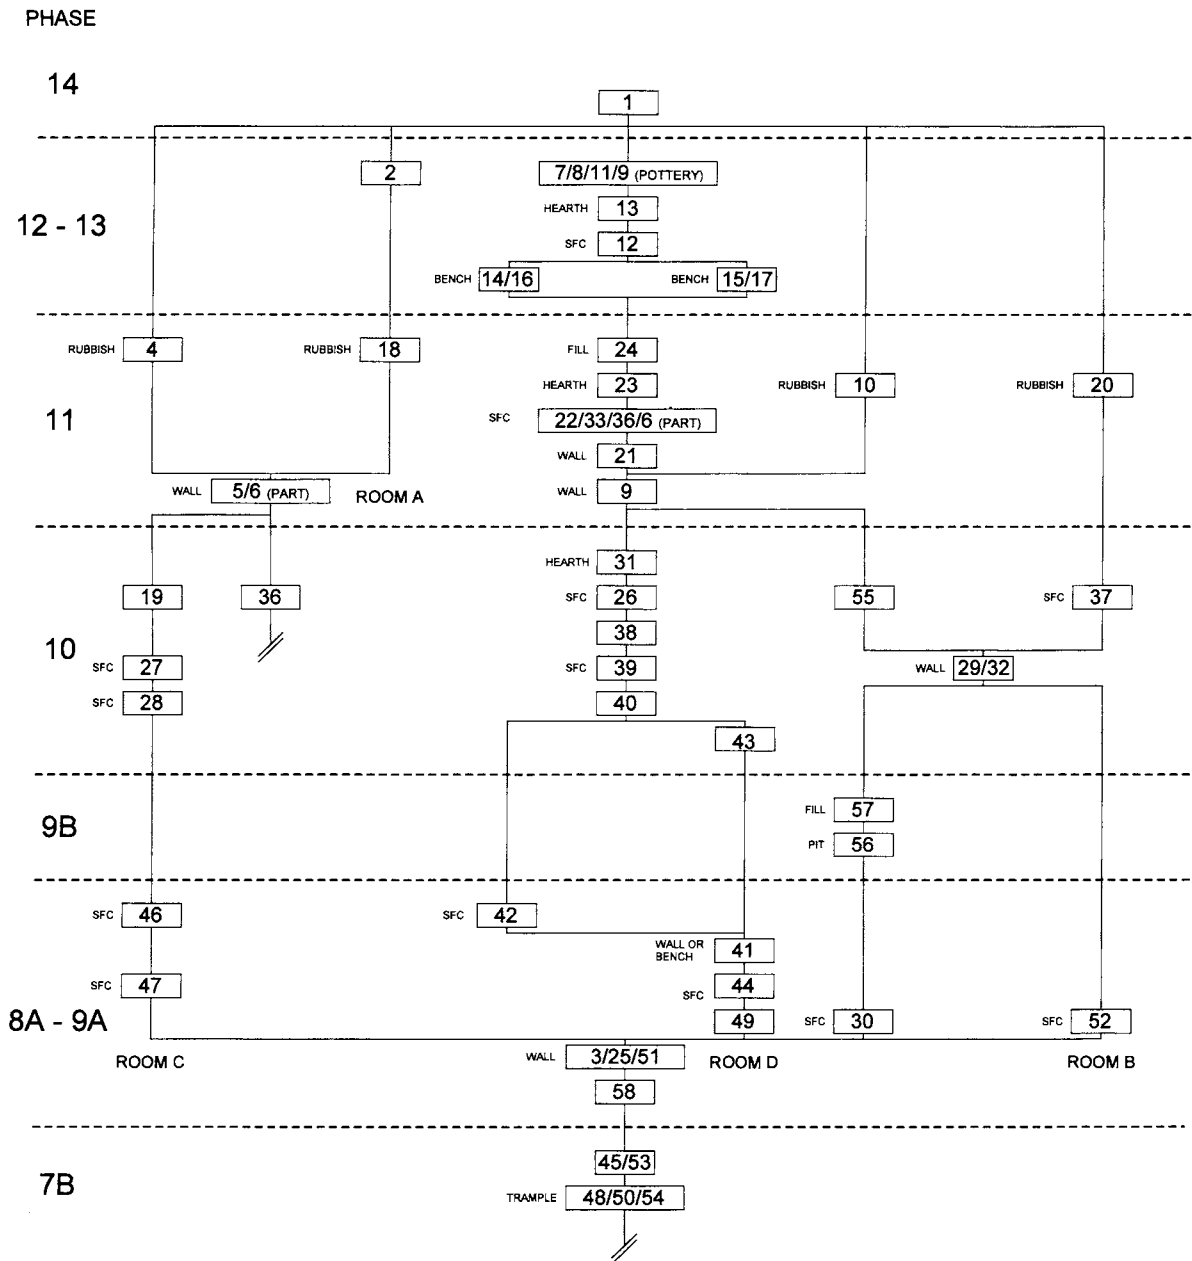 PHASE
14
1
2
7/8/11/9 (POTTERY)
HEARTH 13
12 - 13
SFC 12
BENCH 14/16 BENCH 15/17
RUBBISH 4 RUBBISH 18 FILL 24
HEARTH 23 RUBBISH 10 RUBBISH 20
11
SFC 22/33/36/6 (PART)
WALL 21
WALL 5/6 (PART) ROOM A WALL 9
HEARTH 31
19 36 SFC 26 55 SFC 37
38
10
SFC 27 SFC 39 WALL 29/32
SFC 28 40
43
FILL 57
9B
PIT 56
SFC 46 SFC 42
WALL OR
BENCH 41
SFC 47 SFC 44
8A - 9A
49 SFC 30 SFC 52
ROOM C WALL 3/25/51 ROOM D ROOM B
58
45/53
7B
TRAMPLE 48/50/54